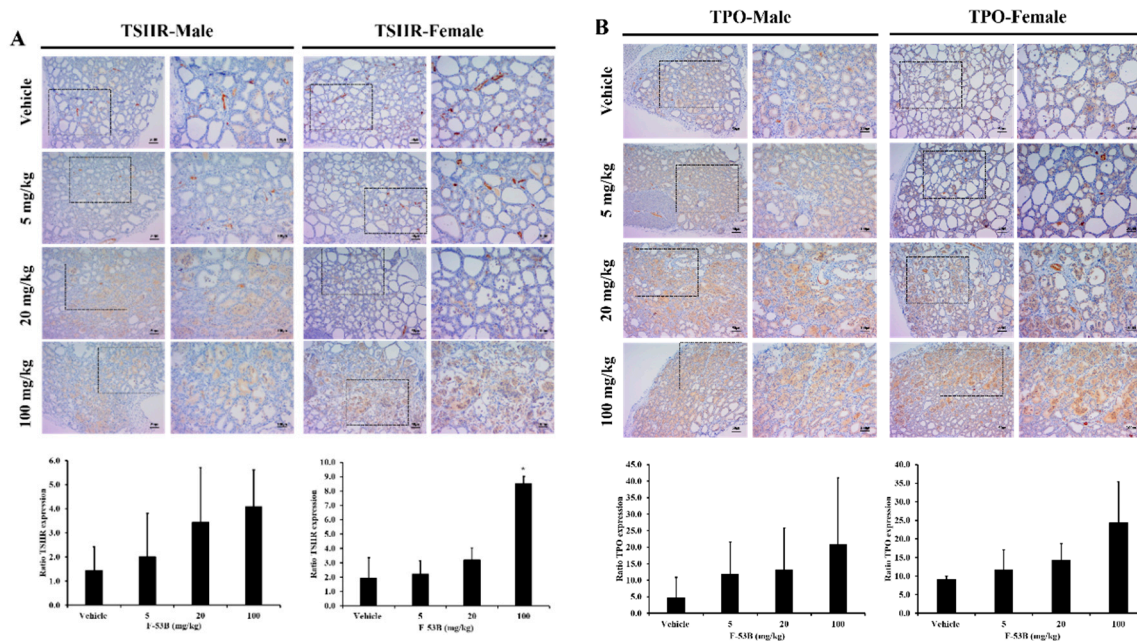 A
TSHR-Male
TSHR-Female
Vehicle
5 mg/kg
20 mg/kg
100 mg/kg
Ratio TSHR expression
6.0
5.0
4.0
3.0
2.0
1.0
0.0
Vehicle 5 20 100
F-53B (mg/kg)
Ratio TSHR expression
10.0
9.0
8.0
7.0
6.0
5.0
4.0
3.0
2.0
1.0
0.0
*
Vehicle 5 20 100
F-53B (mg/kg)
B
TPO-Male
TPO-Female
Vehicle
5 mg/kg
20 mg/kg
100 mg/kg
Ratio TPO expression
45.0
40.0
35.0
30.0
25.0
20.0
15.0
10.0
5.0
0.0
Vehicle 5 20 100
F-53B (mg/kg)
Ratio TPO expression
40.0
35.0
30.0
25.0
20.0
15.0
10.0
5.0
0.0
Vehicle 5 20 100
F-53B (mg/kg)